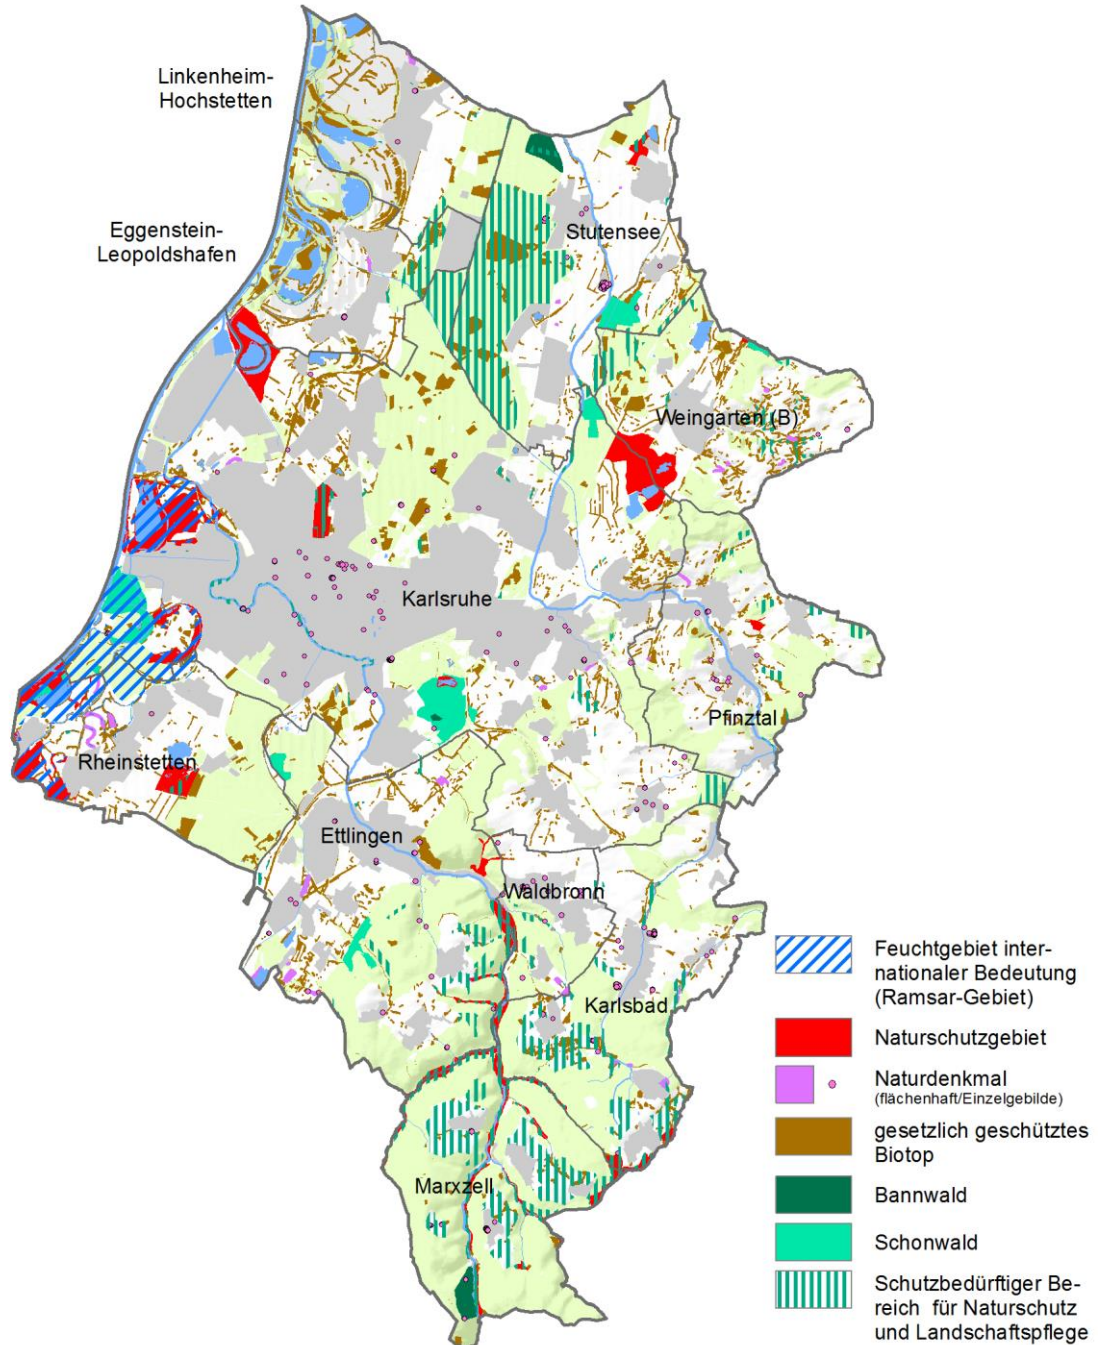 Linkenheim-
Hochstetten
Eggenstein-
Leopoldshafen
Stutensee
Weingarten (B)
Karlsruhe
Pfinztal
Rheinstetten
Ettlingen
Waldbronn
Karlsbad
Marxzell
Feuchtgebiet inter-
nationaler Bedeutung
(Ramsar-Gebiet)
Naturschutzgebiet
Naturdenkmal
(flächenhaft/Einzelgebilde)
gesetzlich geschütztes
Biotop
Bannwald
Schonwald
Schutzbedürftiger Be-
reich für Naturschutz
und Landschaftspflege